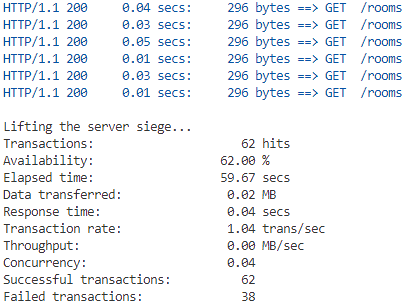 HTTP/1.1 200     0.04 secs:     296 bytes ==> GET  /rooms
HTTP/1.1 200     0.03 secs:     296 bytes ==> GET  /rooms
HTTP/1.1 200     0.05 secs:     296 bytes ==> GET  /rooms
HTTP/1.1 200     0.01 secs:     296 bytes ==> GET  /rooms
HTTP/1.1 200     0.03 secs:     296 bytes ==> GET  /rooms
HTTP/1.1 200     0.01 secs:     296 bytes ==> GET  /rooms
Lifting the server siege...
Transactions:                     62 hits
Availability:                  62.00 %
Elapsed time:                  59.67 secs
Data transferred:               0.02 MB
Response time:                  0.04 secs
Transaction rate:               1.04 trans/sec
Throughput:                     0.00 MB/sec
Concurrency:                    0.04
Successful transactions:          62
Failed transactions:              38